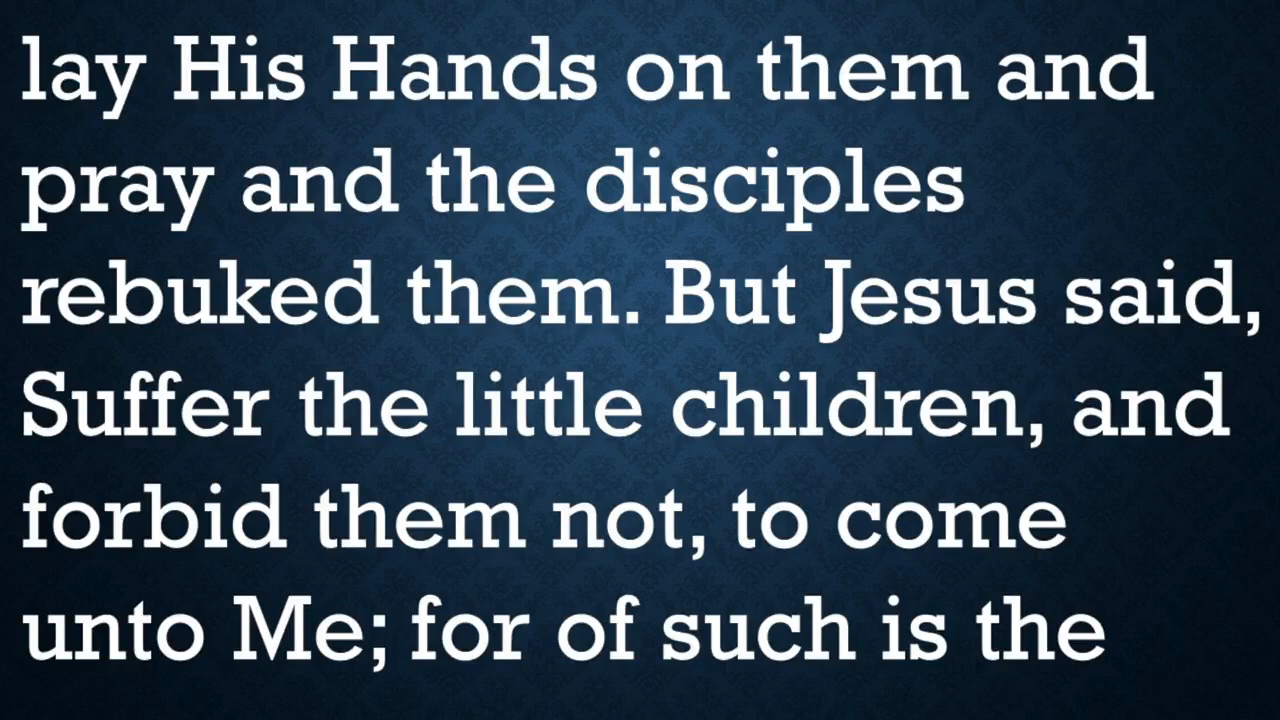 lay His Hands on them and
pray and the disciples
rebuked them. But Jesus said,
Suffer the little children, and
forbid them not, to come
unto Me; for of such is the